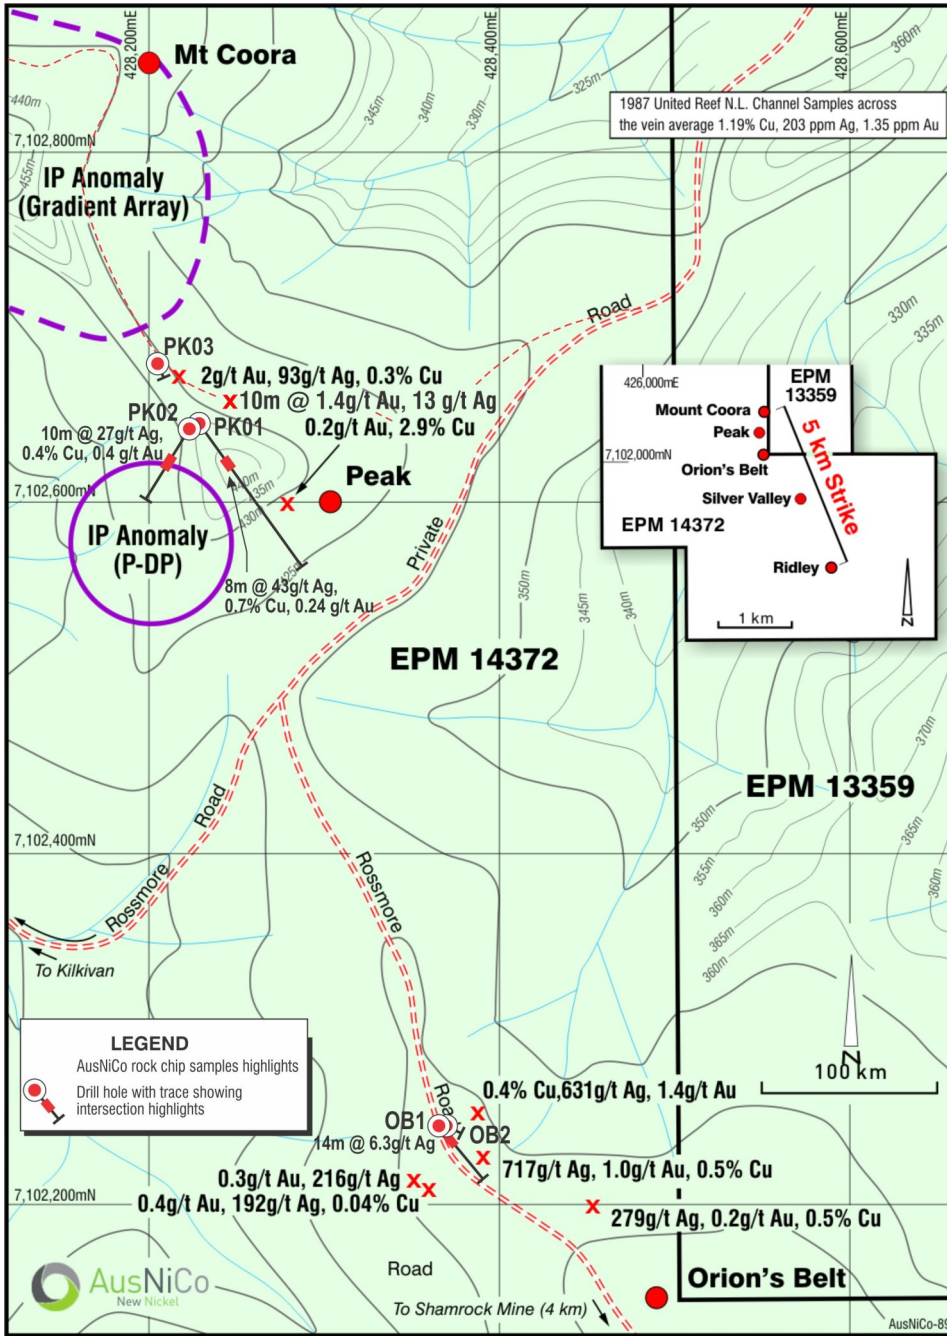 428,200mE
428,400mE
428,600mE
Mt Coora
360m
325m
1987 United Reef N.L. Channel Samples across
the vein average 1.19% Cu, 203 ppm Ag, 1.35 ppm Au
440m
345m
340m
330m
7,102,800mN
455m
IP Anomaly
(Gradient Array)
Road
330m
335m
PK03
2g/t Au, 93g/t Ag, 0.3% Cu
10m @ 1.4g/t Au, 13 g/t Ag
PK02
PK01
10m @ 27g/t Ag,
0.4% Cu, 0.4 g/t Au
0.2g/t Au, 2.9% Cu
440m
435m
430m
Peak
7,102,600mN
IP Anomaly
(P-DP)
425m
8m @ 43g/t Ag,
0.7% Cu, 0.24 g/t Au
Private
426,000mE
EPM
13359
Mount Coora
Peak
7,102,000mN
Orion's Belt
5 km Strike
Silver Valley
EPM 14372
Ridley
1 km
N
350m
345m
340m
EPM 14372
370m
EPM 13359
350m
365m
355m
360m
360m
365m
360m
7,102,400mN
Road
Rossmore
Rossmore
To Kilkivan
N
100 km
LEGEND
AusNiCo rock chip samples highlights
Drill hole with trace showing
intersection highlights
Road
0.4% Cu,631g/t Ag, 1.4g/t Au
OB1
OB2
14m @ 6.3g/t Ag
717g/t Ag, 1.0g/t Au, 0.5% Cu
0.3g/t Au, 216g/t Ag
0.4g/t Au, 192g/t Ag, 0.04% Cu
7,102,200mN
279g/t Ag, 0.2g/t Au, 0.5% Cu
Road
Orion's Belt
AusNiCo
New Nickel
To Shamrock Mine (4 km)